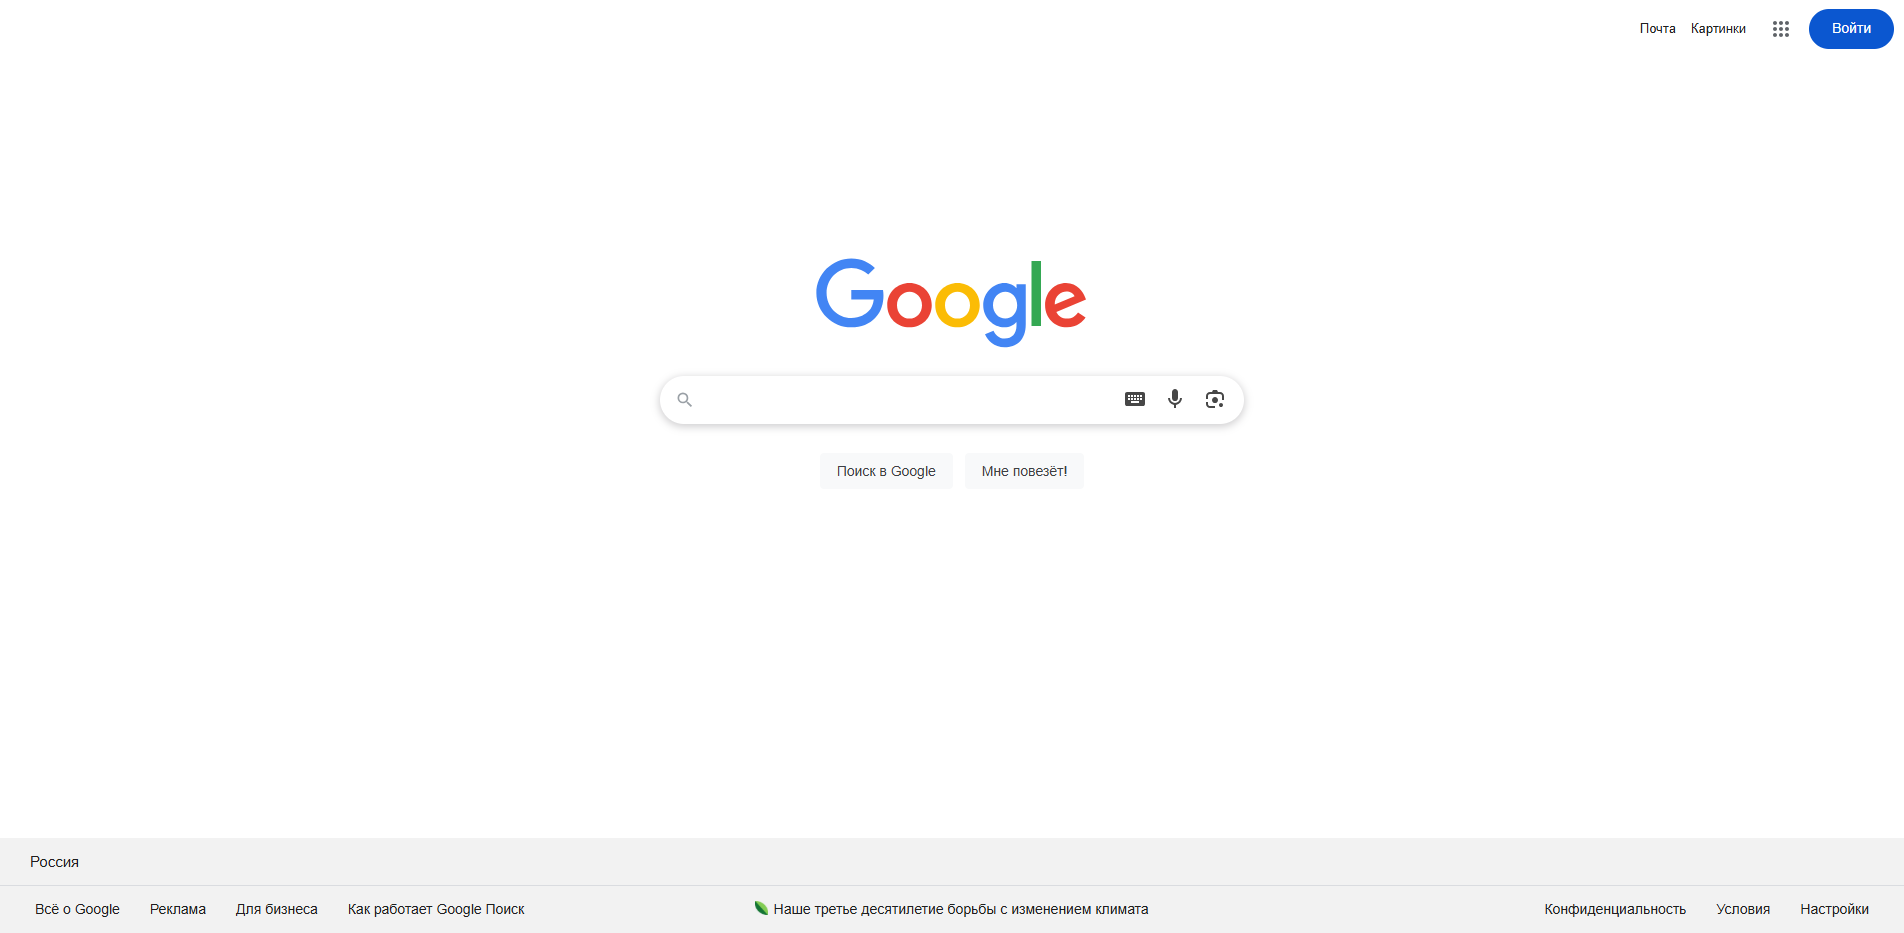 Почта Картинки Войти
Google
Поиск в Google Мне повезёт!
Россия
Всё о Google Реклама Для бизнеса Как работает Google Поиск Наше третье десятилетие борьбы с изменением климата Конфиденциальность Условия Настройки